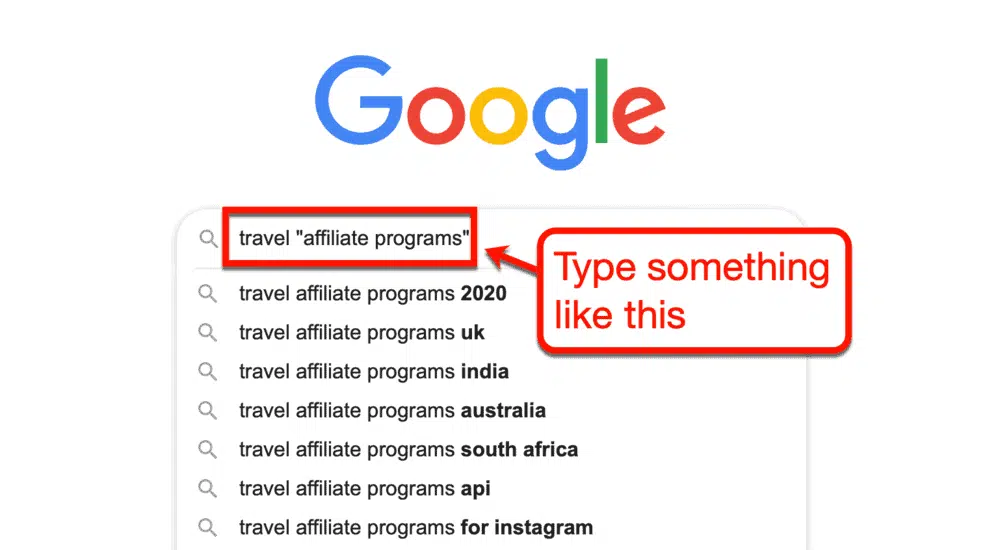 Google
travel "affiliate programs"
Type something
like this
travel affiliate programs 2020
travel affiliate programs uk
travel affiliate programs india
travel affiliate programs australia
travel affiliate programs south africa
travel affiliate programs api
travel affiliate programs for instagram